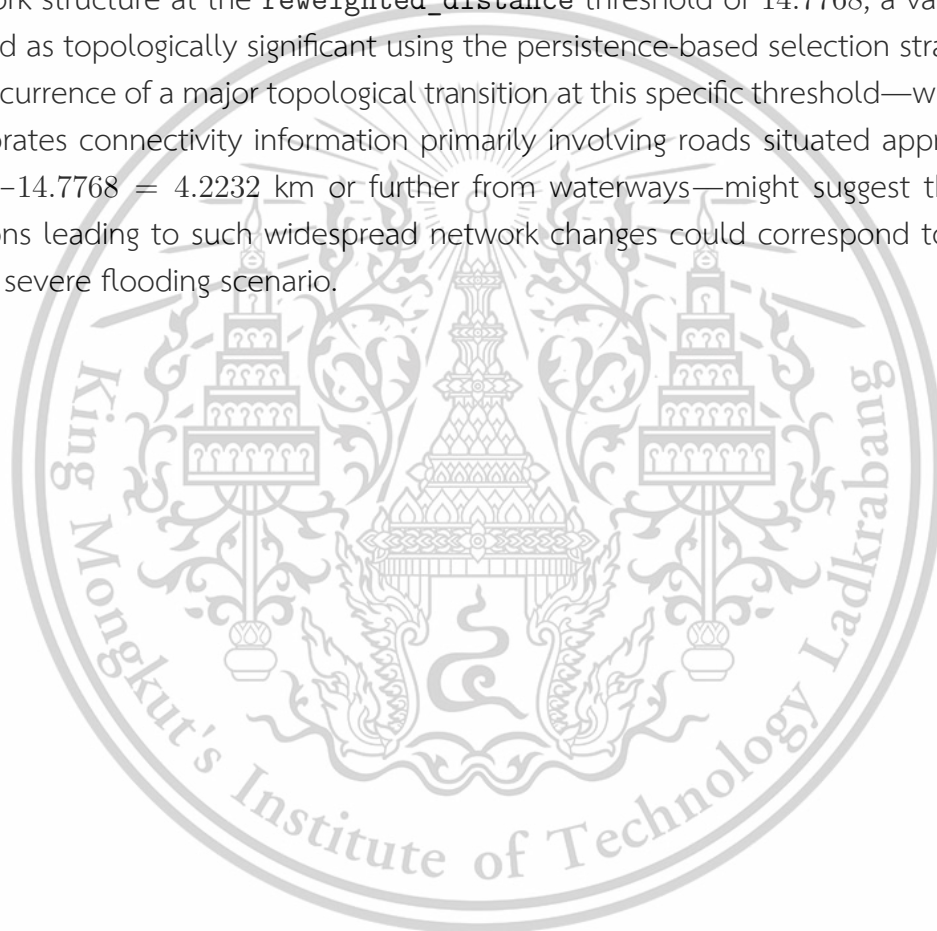 rk structure at the reweighted_distance threshold of 14.7768, a va
d as topologically significant using the persistence-based selection stra
currence of a major topological transition at this specific threshold—w
orates connectivity information primarily involving roads situated appr
–14.7768 = 4.2232 km or further from waterways—might suggest th
ons leading to such widespread network changes could correspond to
severe flooding scenario.
King Mongkut's Institute of Technology Ladkrabang